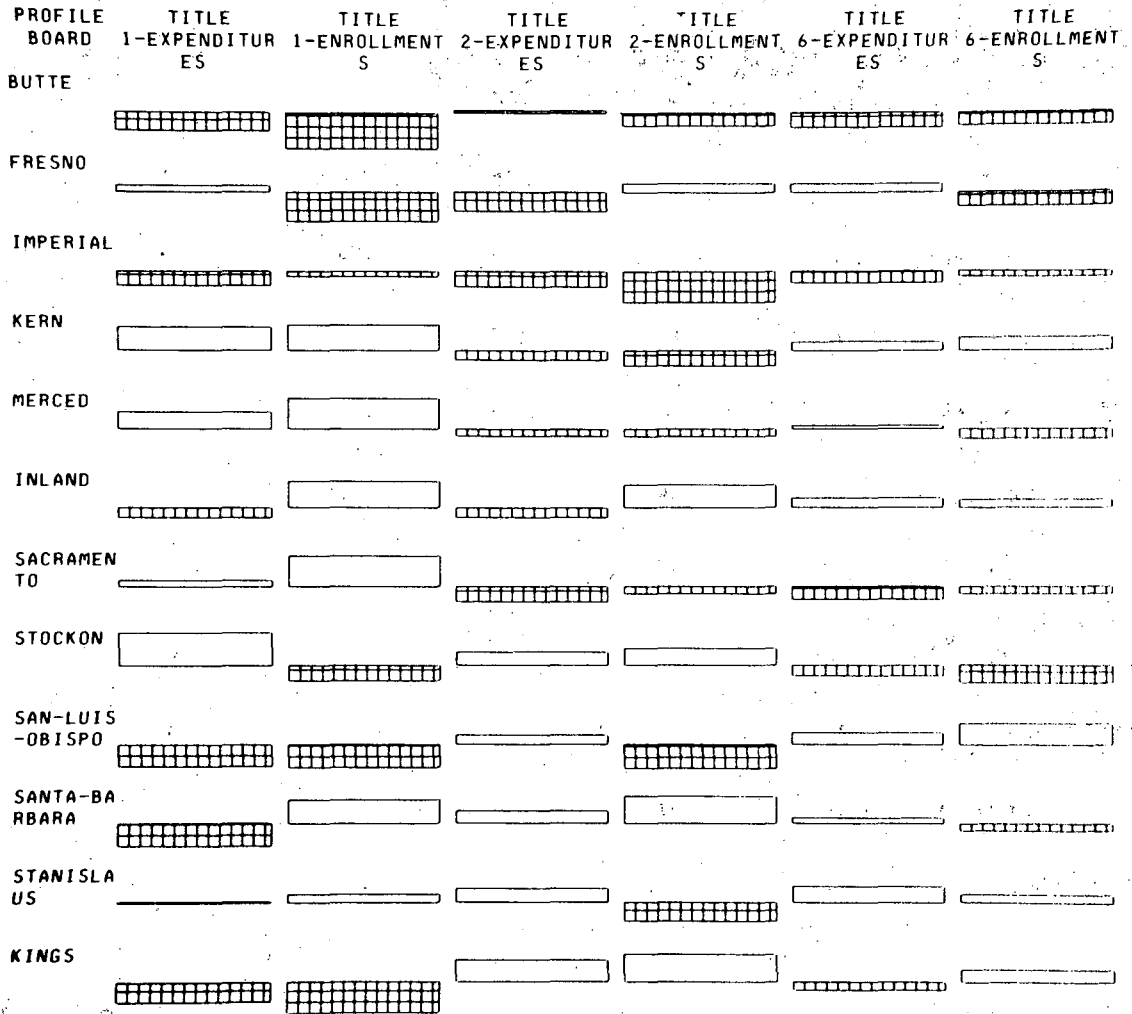 PROFILE TITLE TITLE TITLE TITLE TITLE TITLE
BOARD 1-EXPENDITUR 1-ENROLLMENT 2-EXPENDITUR 2-ENROLLMENT 6-EXPENDITUR 6-ENROLLMENT
ES S ES S ES S
BUTTE
FRESNO
IMPERIAL
KERN
MERCED
INLAND
SACRAMEN
TO
STOCKON
SAN-LUIS
-OBISPO
SANTA-BA
RBARA
STANISLA
US
KINGS